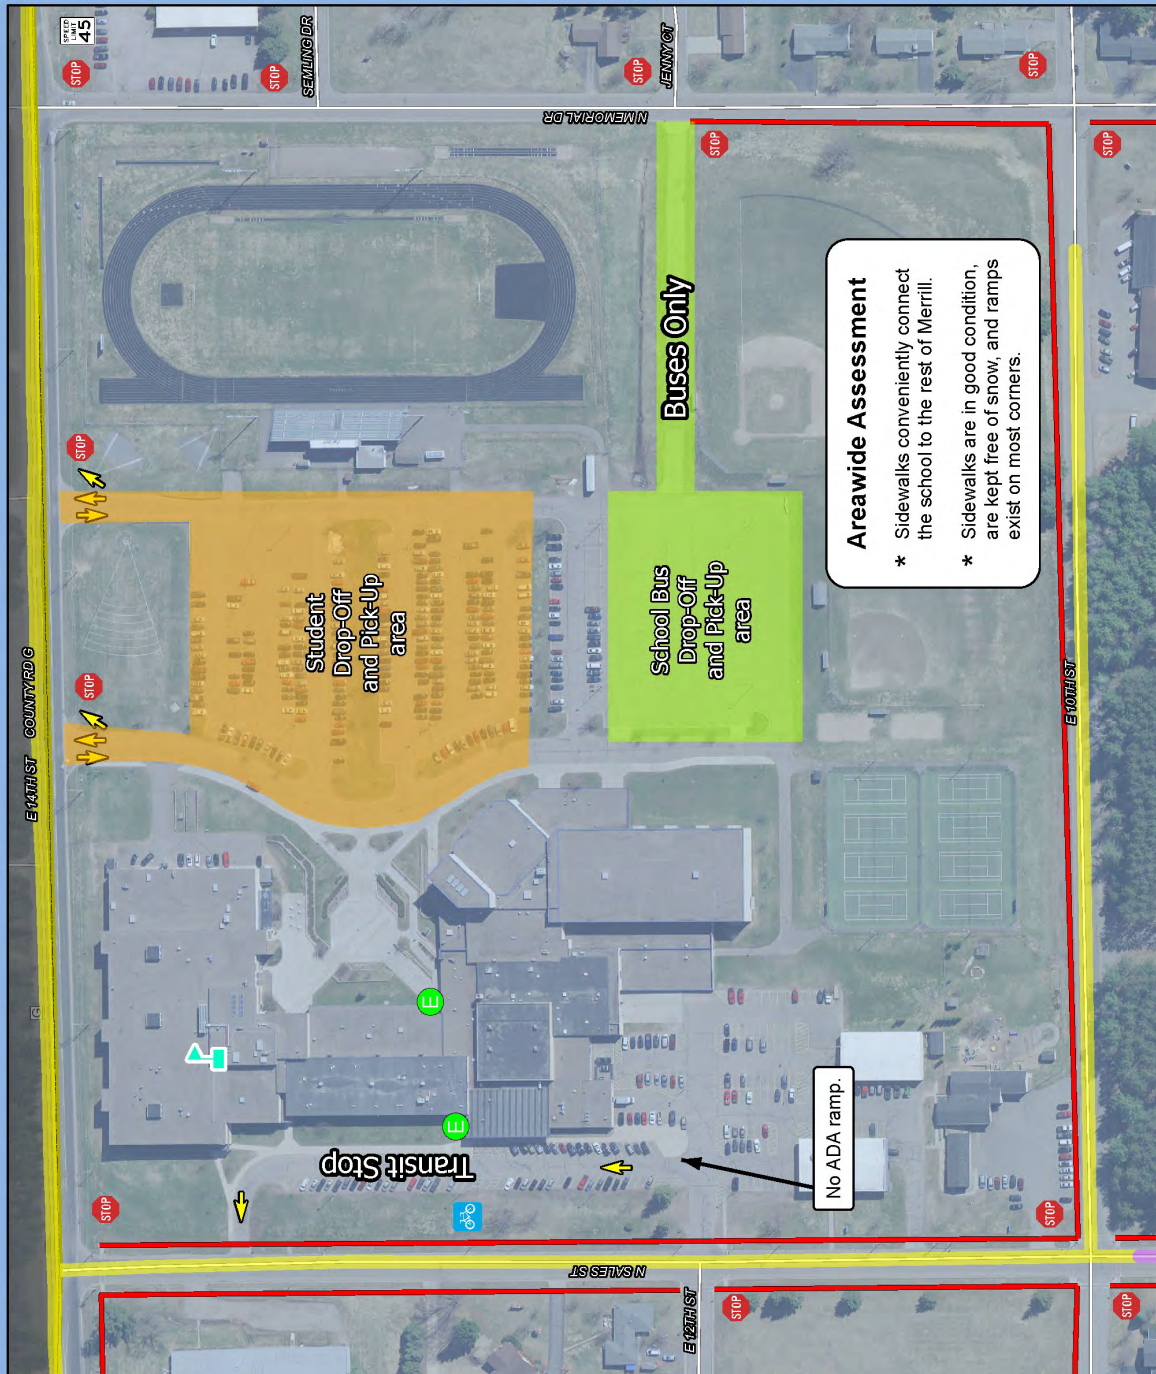 SPEED
LIMIT
45
STOP
STOP
SEMLING DR
STOP
JENNY CT
STOP
N MEMORIAL DR
STOP
STOP
E 14TH ST
COUNTY RD G
G
STOP
STOP
Buses Only
Student
Drop-Off
and Pick-Up
area
School Bus
Drop-Off
and Pick-Up
area
Areawide Assessment
* Sidewalks conveniently connect
the school to the rest of Merrill.
* Sidewalks are in good condition,
are kept free of snow, and ramps
exist on most corners.
E 10TH ST
E
E
Transit Stop
No ADA ramp.
STOP
STOP
N SALES ST
E 12TH ST
STOP
STOP